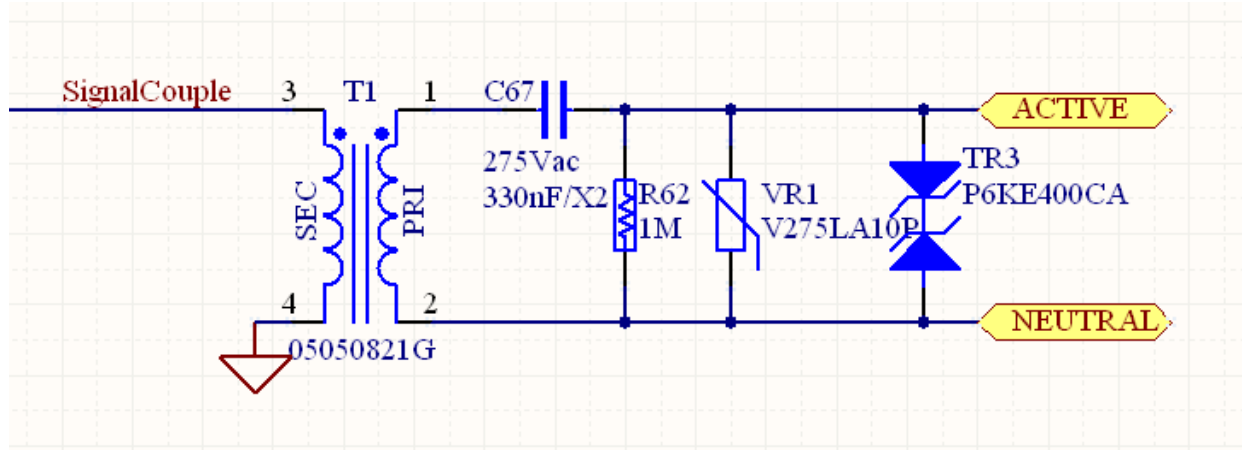 SignalCouple
3
T1
1
C67
ACTIVE
275Vac
330nF/X2
SEC
PRI
R62
1M
VR1
V275LA10P
TR3
P6KE400CA
4
2
NEUTRAL
05050821G